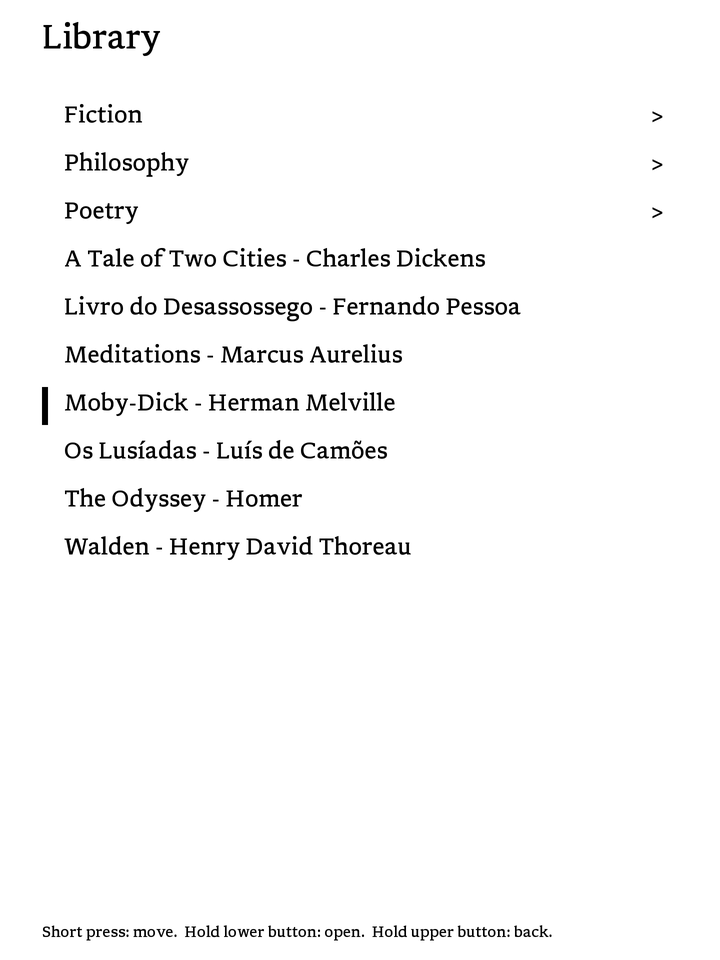 Library
Fiction >
Philosophy >
Poetry >
A Tale of Two Cities - Charles Dickens
Livro do Desassossego - Fernando Pessoa
Meditations - Marcus Aurelius
Moby-Dick - Herman Melville
Os Lusíadas - Luís de Camões
The Odyssey - Homer
Walden - Henry David Thoreau
Short press: move.  Hold lower button: open.  Hold upper button: back.